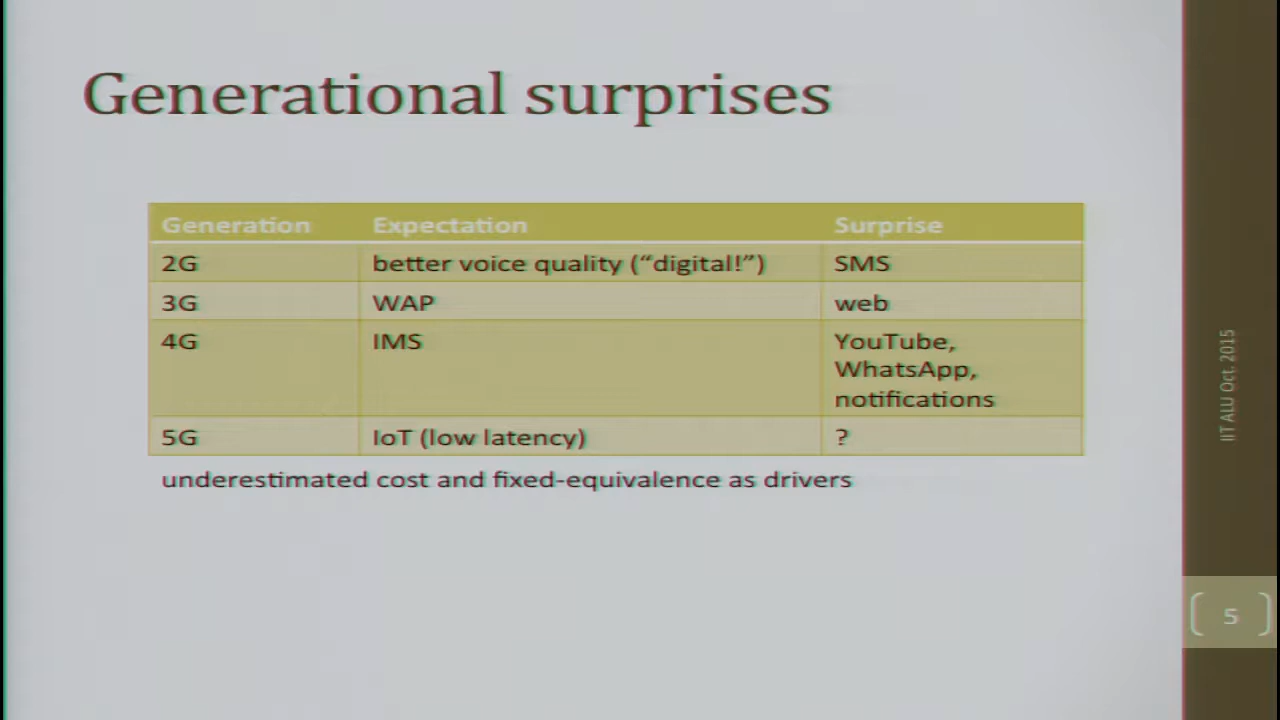 Generational surprises
Generation Expectation Surprise
2G better voice quality (“digital!”) SMS
3G WAP web
4G IMS YouTube,
WhatsApp,
notifications
5G IoT (low latency) ?
underestimated cost and fixed-equivalence as drivers
IIT ALU Oct. 2015
5